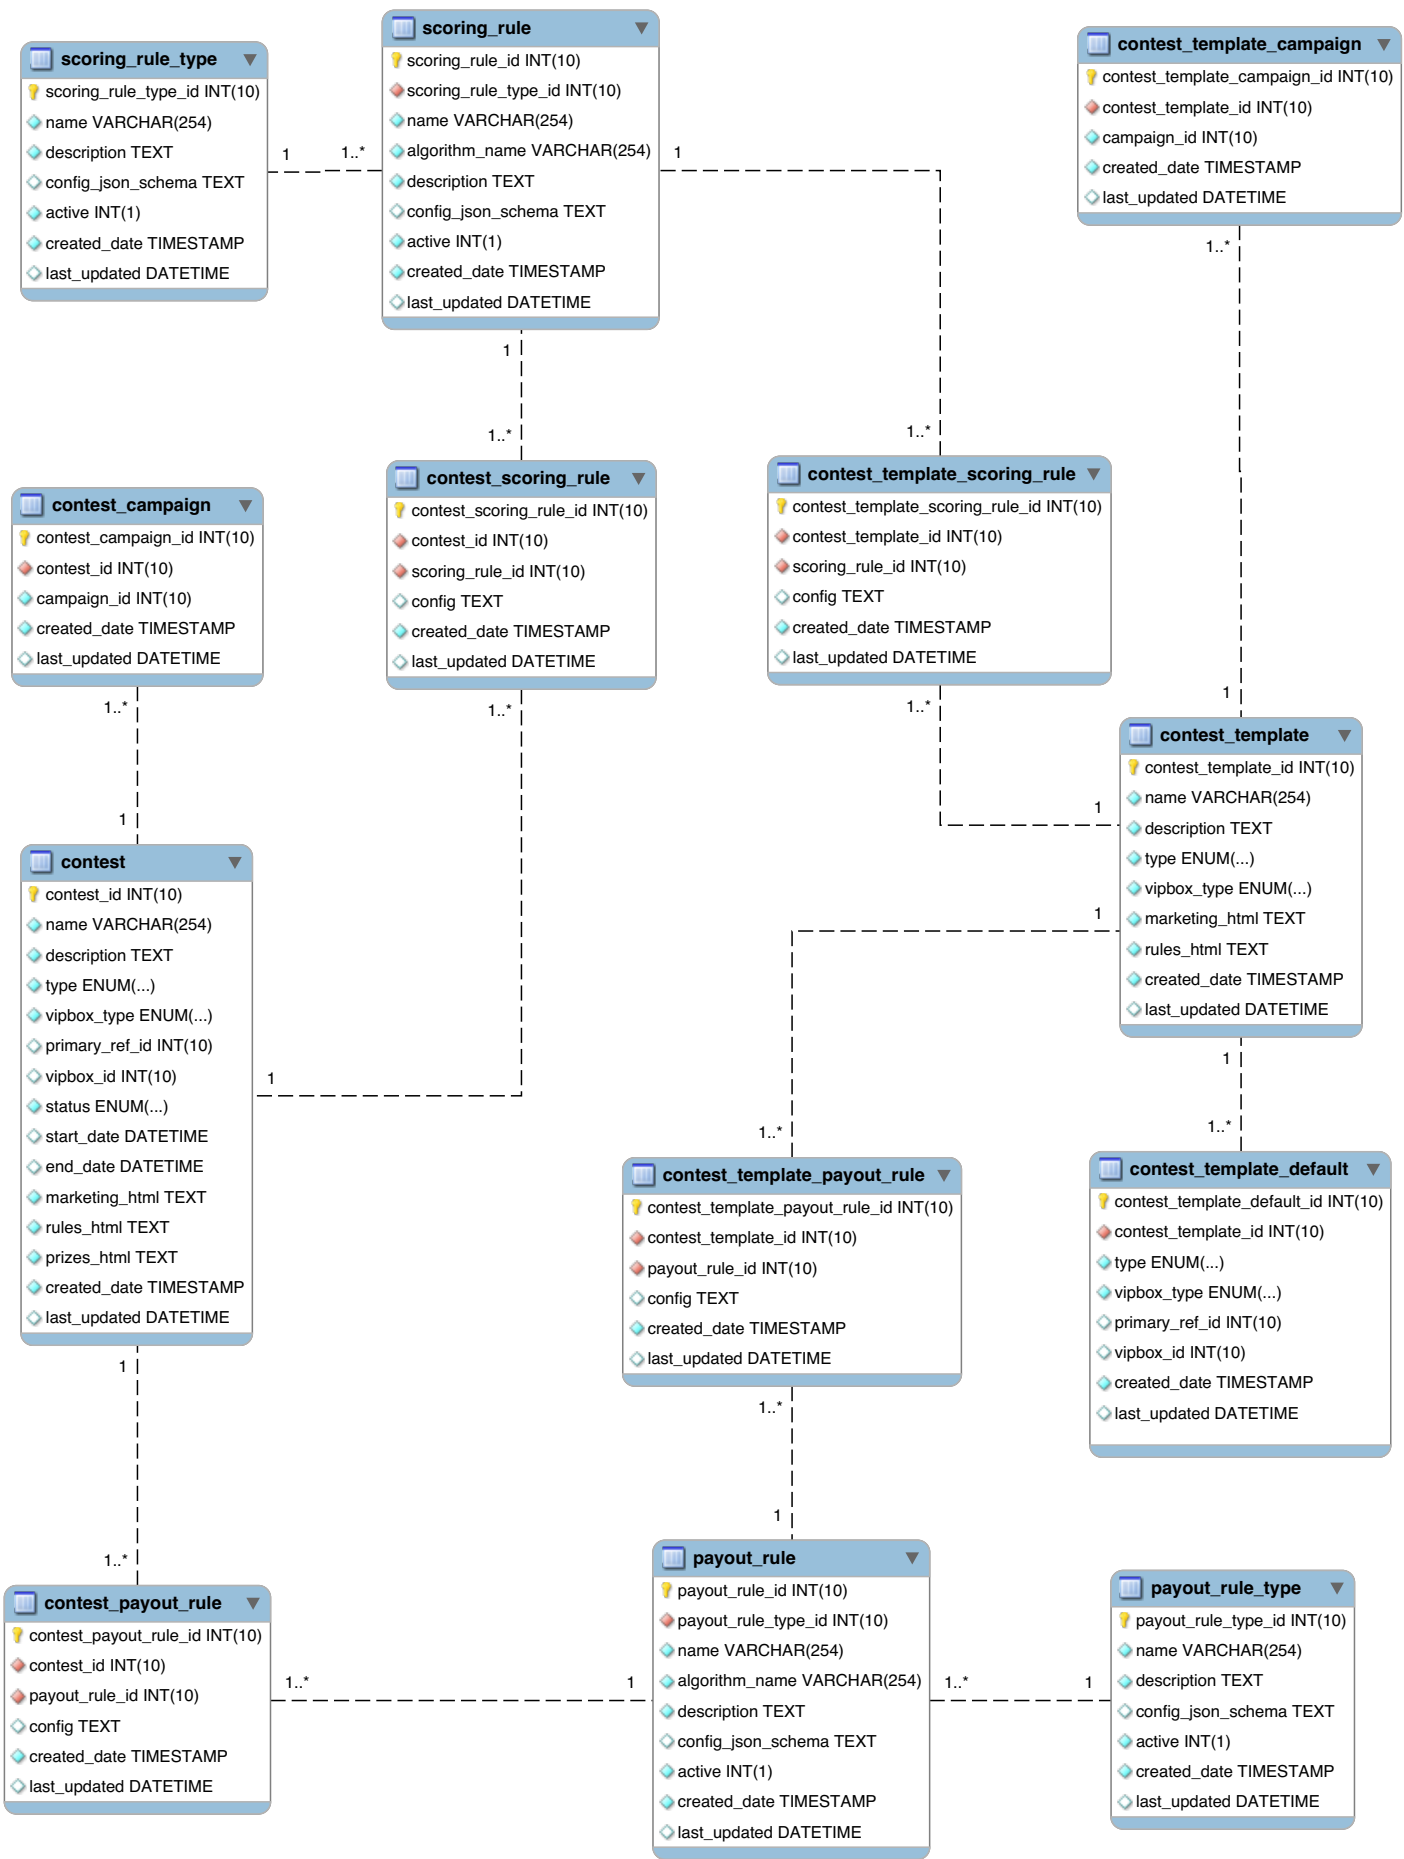 scoring_rule_type
scoring_rule_type_id INT(10)
name VARCHAR(254)
description TEXT
config_json_schema TEXT
active INT(1)
created_date TIMESTAMP
last_updated DATETIME
1
1..*
scoring_rule
scoring_rule_id INT(10)
scoring_rule_type_id INT(10)
name VARCHAR(254)
algorithm_name VARCHAR(254)
description TEXT
config_json_schema TEXT
active INT(1)
created_date TIMESTAMP
last_updated DATETIME
1
1
1..*
1..*
contest_template_campaign
contest_template_campaign_id INT(10)
contest_template_id INT(10)
campaign_id INT(10)
created_date TIMESTAMP
last_updated DATETIME
1..*
1
contest_campaign
contest_campaign_id INT(10)
contest_id INT(10)
campaign_id INT(10)
created_date TIMESTAMP
last_updated DATETIME
1..*
1
contest_scoring_rule
contest_scoring_rule_id INT(10)
contest_id INT(10)
scoring_rule_id INT(10)
config TEXT
created_date TIMESTAMP
last_updated DATETIME
1..*
1
contest_template_scoring_rule
contest_template_scoring_rule_id INT(10)
contest_template_id INT(10)
scoring_rule_id INT(10)
config TEXT
created_date TIMESTAMP
last_updated DATETIME
1..*
1
contest_template
contest_template_id INT(10)
name VARCHAR(254)
description TEXT
type ENUM(...)
vipbox_type ENUM(...)
marketing_html TEXT
rules_html TEXT
created_date TIMESTAMP
last_updated DATETIME
1
1
1..*
1..*
contest
contest_id INT(10)
name VARCHAR(254)
description TEXT
type ENUM(...)
vipbox_type ENUM(...)
primary_ref_id INT(10)
vipbox_id INT(10)
status ENUM(...)
start_date DATETIME
end_date DATETIME
marketing_html TEXT
rules_html TEXT
prizes_html TEXT
created_date TIMESTAMP
last_updated DATETIME
1
1..*
contest_template_payout_rule
contest_template_payout_rule_id INT(10)
contest_template_id INT(10)
payout_rule_id INT(10)
config TEXT
created_date TIMESTAMP
last_updated DATETIME
1..*
1
contest_template_default
contest_template_default_id INT(10)
contest_template_id INT(10)
type ENUM(...)
vipbox_type ENUM(...)
primary_ref_id INT(10)
vipbox_id INT(10)
created_date TIMESTAMP
last_updated DATETIME
contest_payout_rule
contest_payout_rule_id INT(10)
contest_id INT(10)
payout_rule_id INT(10)
config TEXT
created_date TIMESTAMP
last_updated DATETIME
1..*
1
payout_rule
payout_rule_id INT(10)
payout_rule_type_id INT(10)
name VARCHAR(254)
algorithm_name VARCHAR(254)
description TEXT
config_json_schema TEXT
active INT(1)
created_date TIMESTAMP
last_updated DATETIME
1..*
1
payout_rule_type
payout_rule_type_id INT(10)
name VARCHAR(254)
description TEXT
config_json_schema TEXT
active INT(1)
created_date TIMESTAMP
last_updated DATETIME